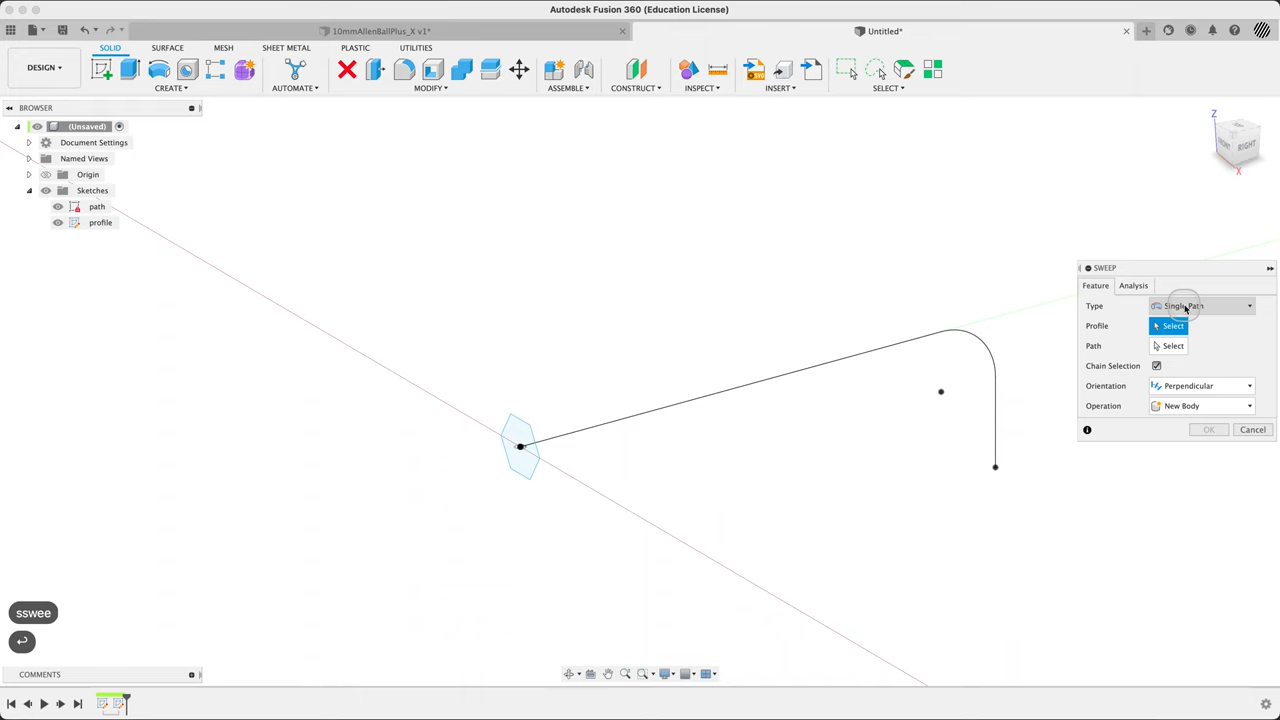 Autodesk Fusion 360 (Education License)
10mmAllenBallPlus_X v1*
Untitled*
DESIGN
SOLID SURFACE MESH SHEET METAL PLASTIC UTILITIES
CREATE AUTOMATE MODIFY ASSEMBLE CONSTRUCT INSPECT INSERT SELECT
BROWSER
(Unsaved)
Document Settings
Named Views
Origin
Sketches
path
profile
Z
FRONT RIGHT
X
SWEEP
Feature Analysis
Type Single Path
Profile Select
Path Select
Chain Selection
Orientation Perpendicular
Operation New Body
OK Cancel
sswee
COMMENTS